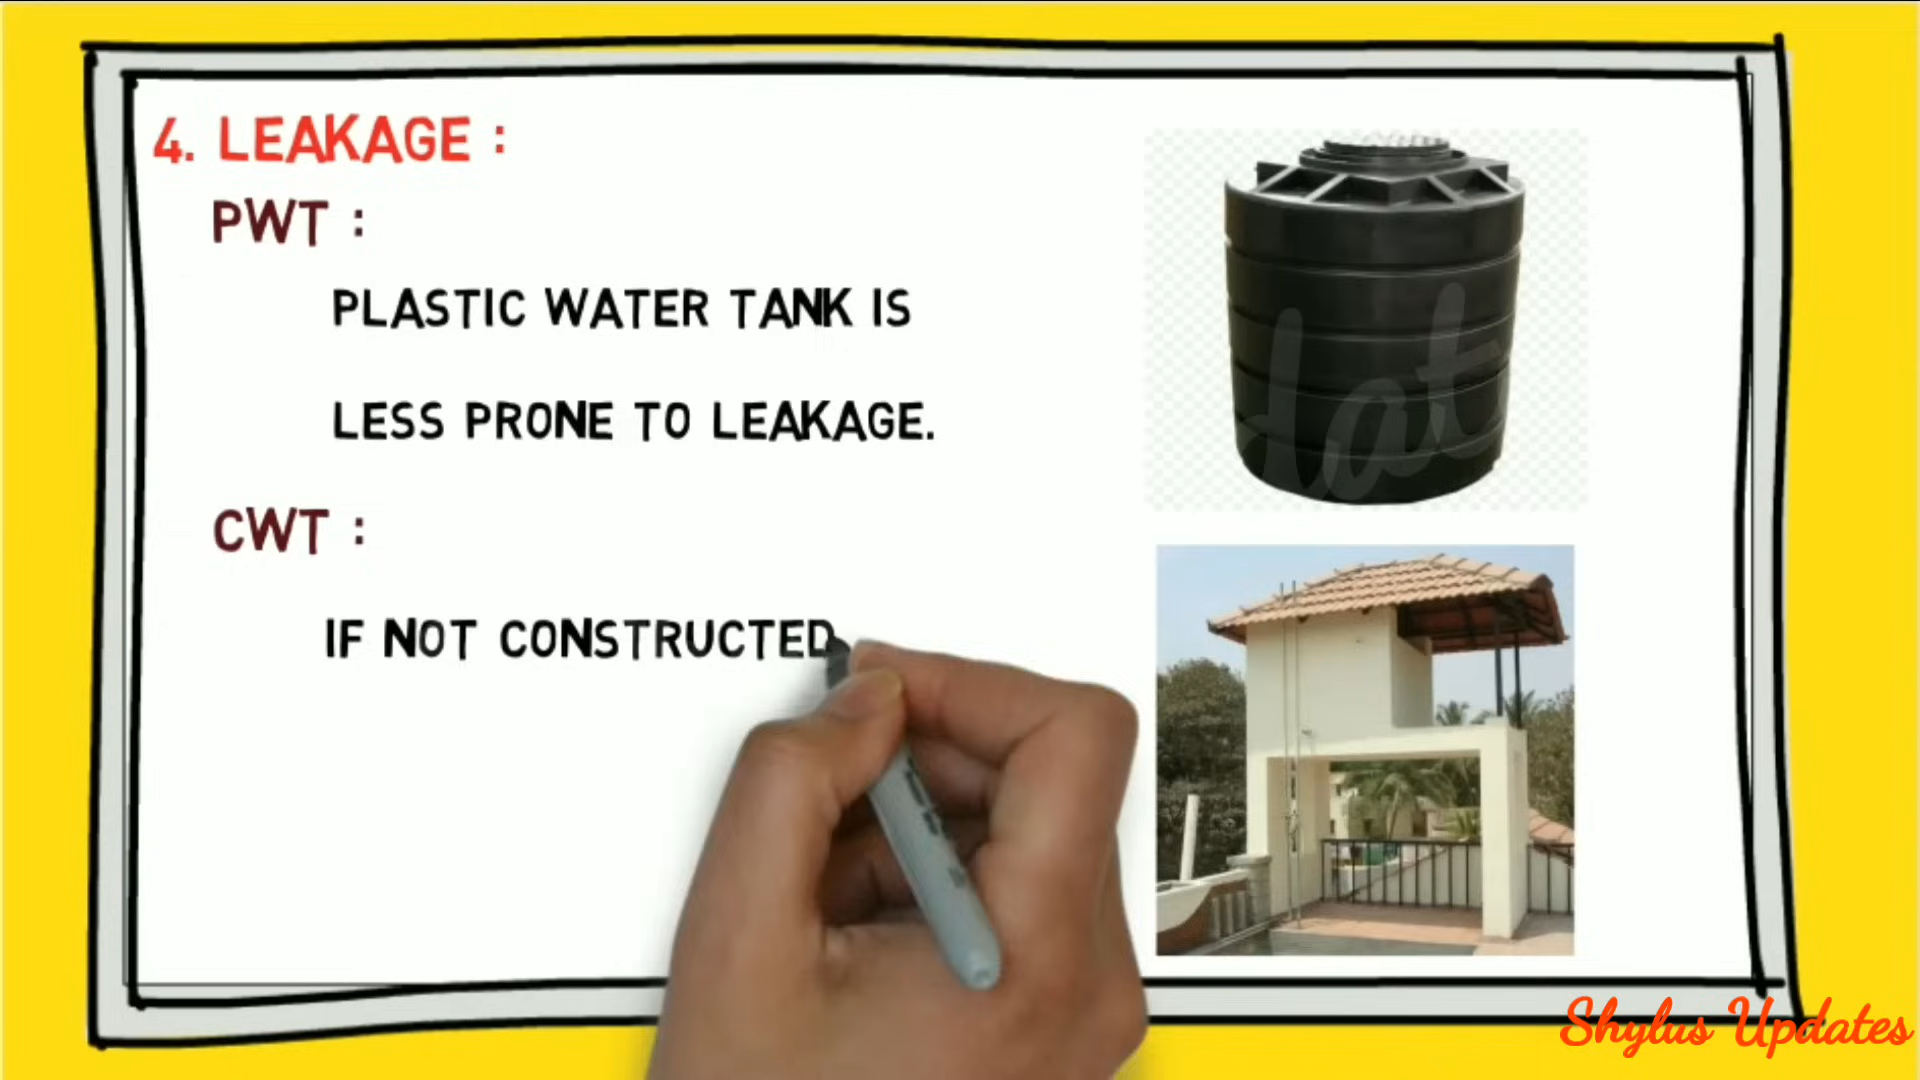 4. LEAKAGE :
PWT :
PLASTIC WATER TANK IS
LESS PRONE TO LEAKAGE.
CWT :
IF NOT CONSTRUCTED
Shylus Updates